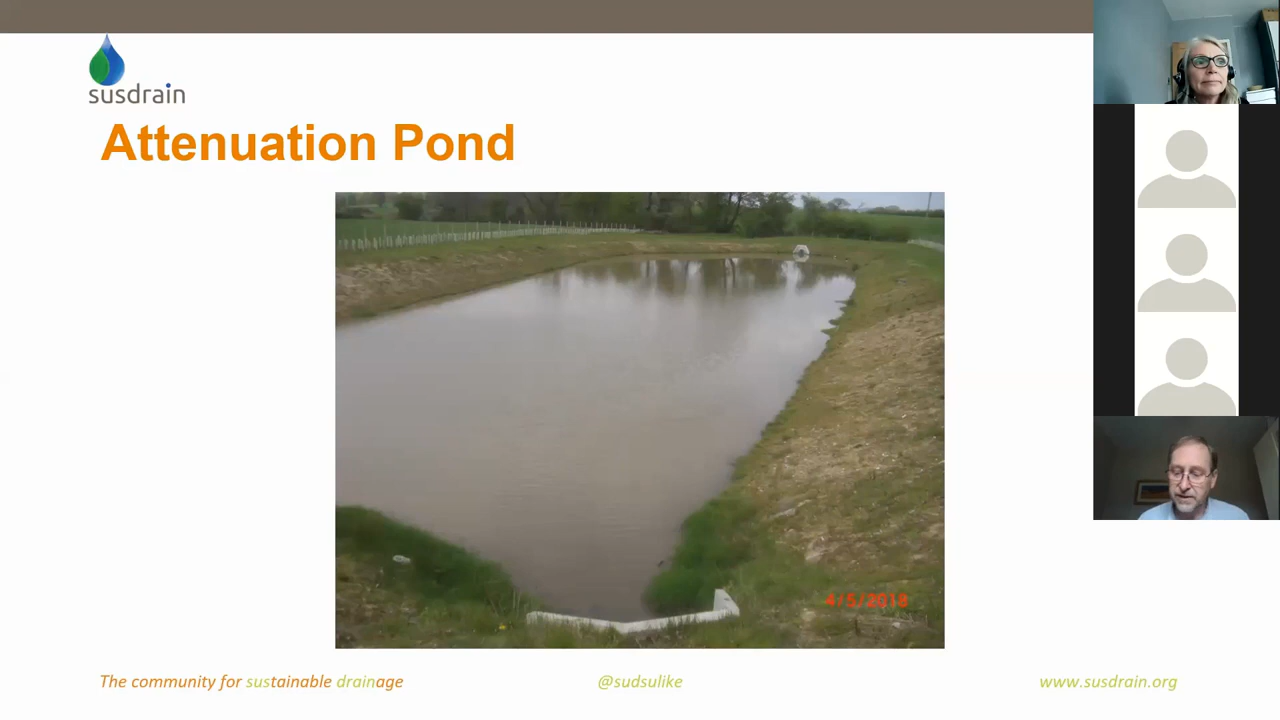 susdrain
Attenuation Pond
4/5/2018
The community for sustainable drainage
@sudsulike
www.susdrain.org